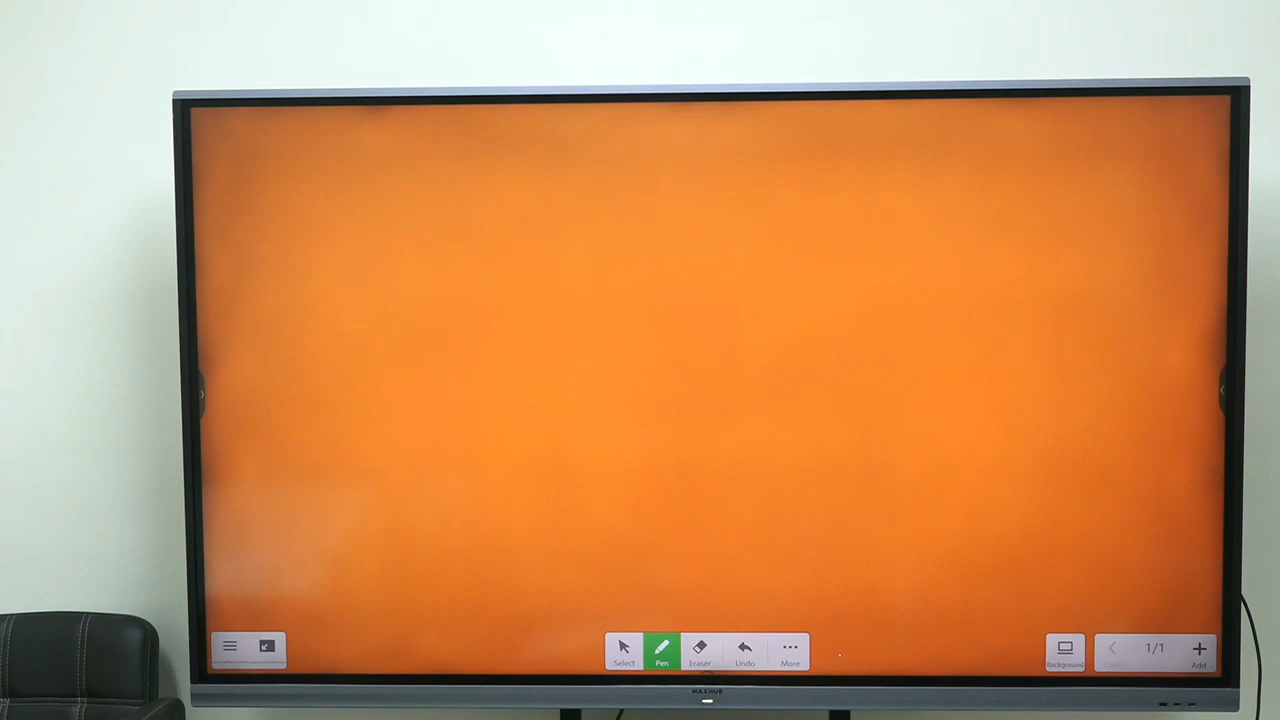 Select
Pen
Eraser
Undo
More
Background
1/1
Add
MAXHUB